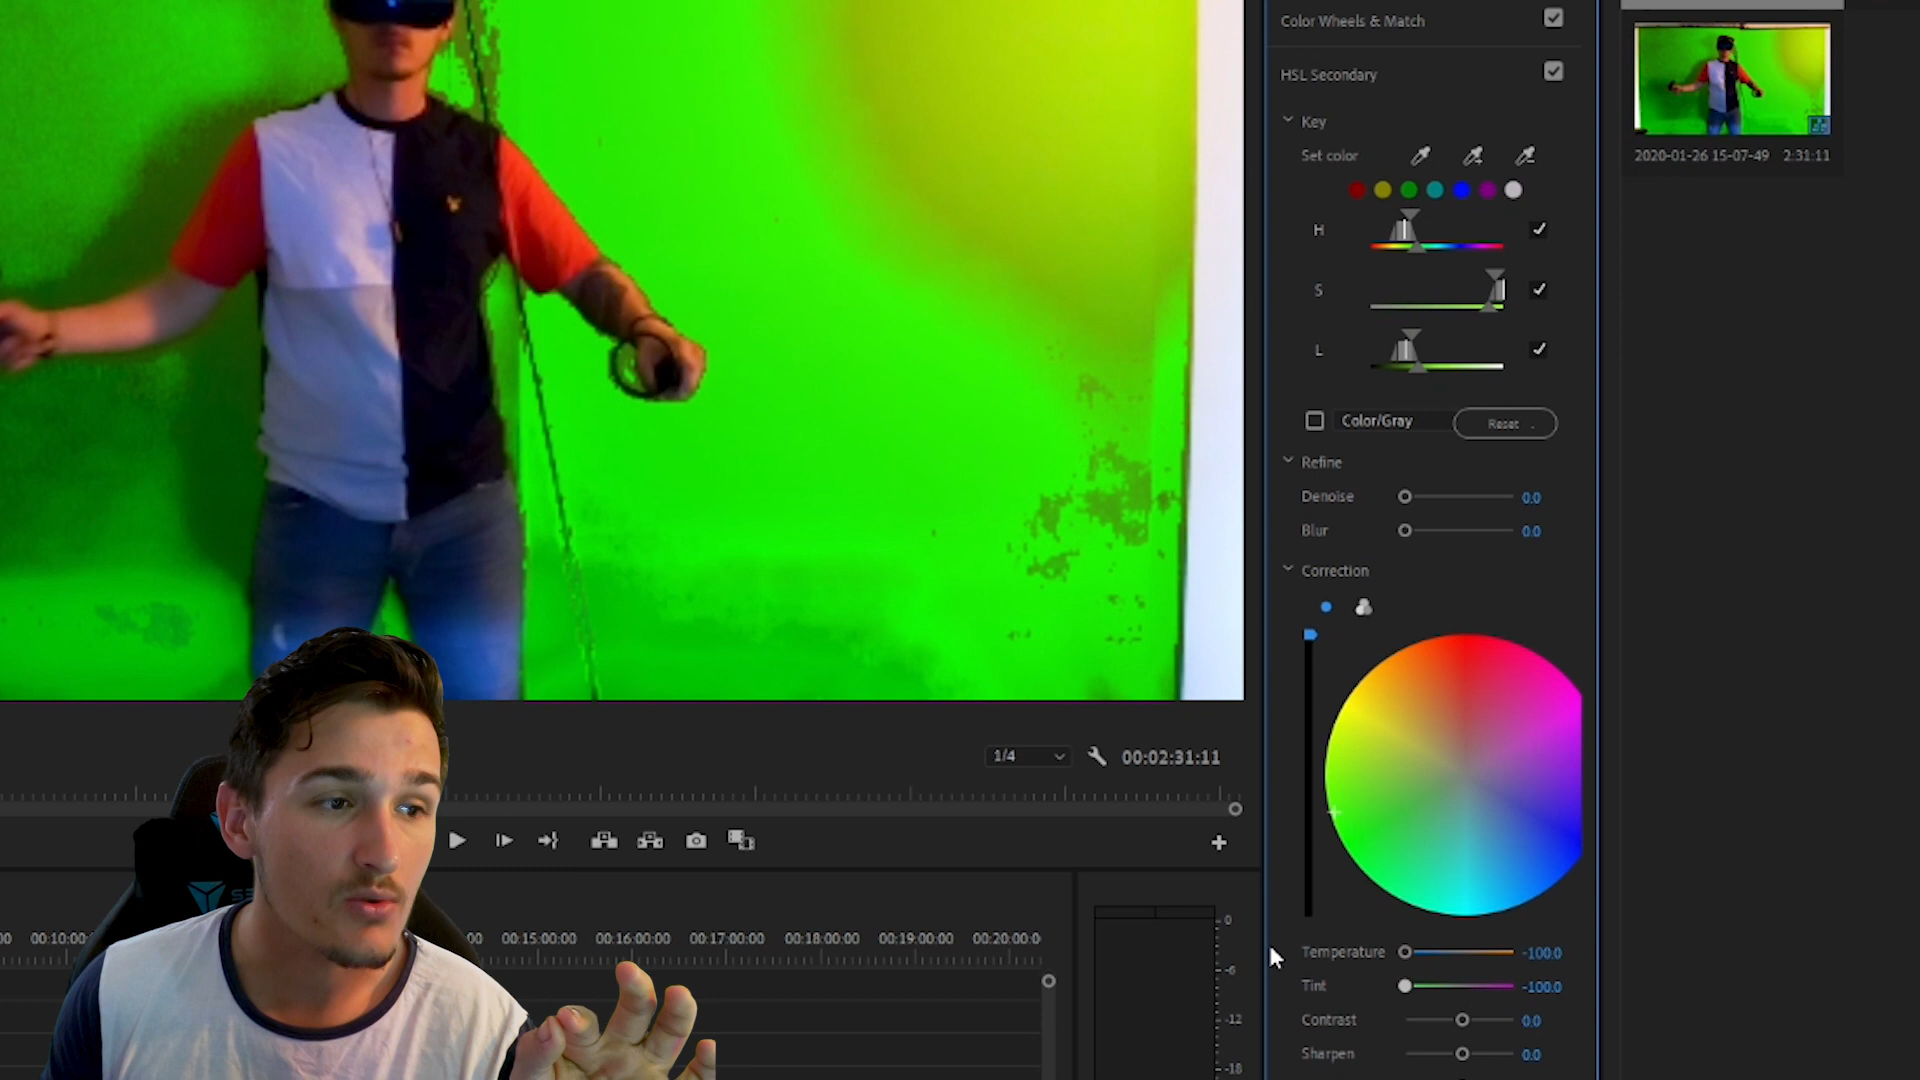 Color Wheels & Match
HSL Secondary
Key
Set color
H
S
L
Color/Gray
Reset
Refine
Denoise 0.0
Blur 0.0
Correction
Temperature -100.0
Tint -100.0
Contrast 0.0
Sharpen 0.0
2020-01-26 15-07-49 2:31:11
1/4
00:02:31:11
00 00:10:00: 00 00:15:00:00 00:16:00:00 00:17:00:00 00:18:00:00 00:19:00:00 00:20:00:0
0
-6
-12
-18